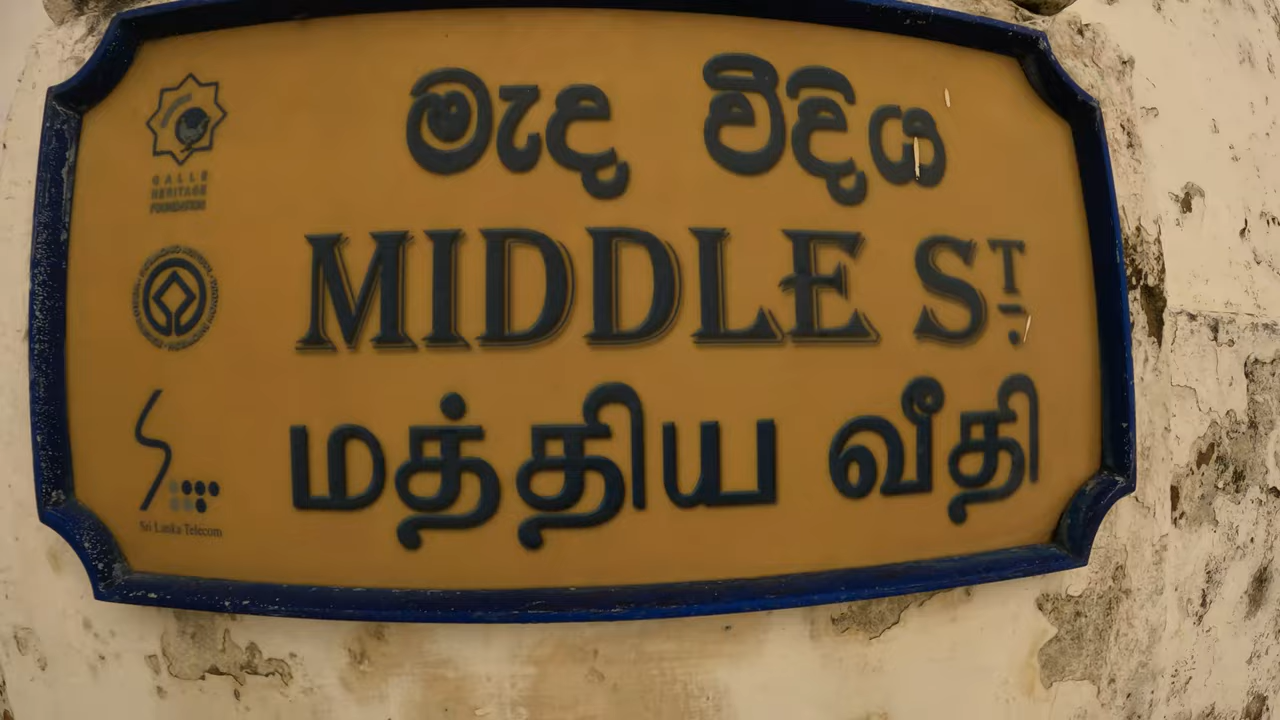 මැද වීදිය
MIDDLE ST.
மத்திய வீதி
GALLE
HERITAGE
FOUNDATION
Sri Lanka Telecom